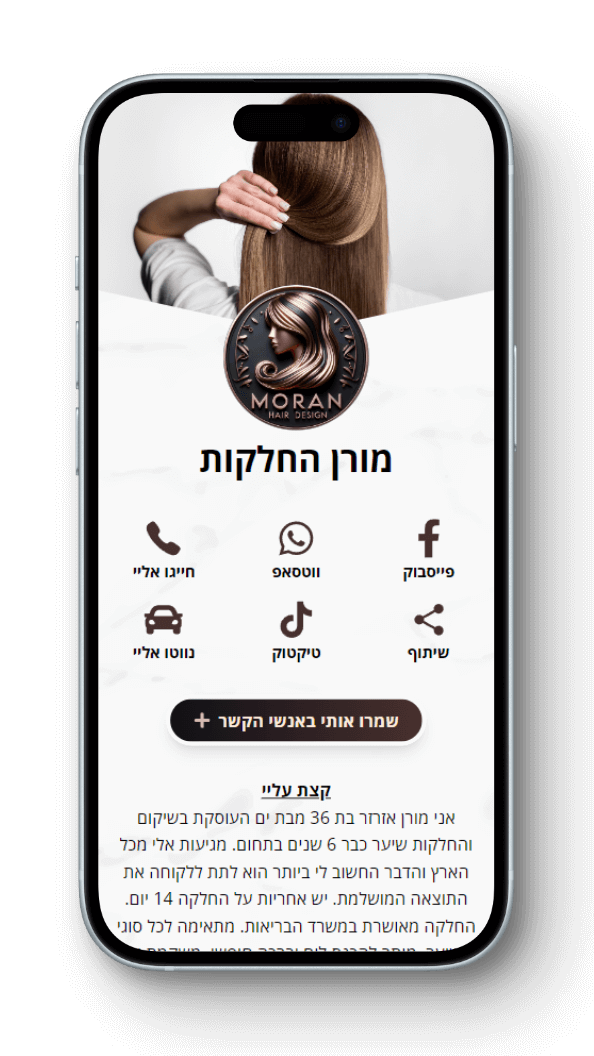 MORAN
HAIR DESIGN
מורן החלקות
פייסבוק
ווטסאפ
חייגו אליי
שיתוף
טיקטוק
נווטו אליי
שמרו אותי באנשי הקשר +
קצת עליי
אני מורן אזרזר בת 36 מבת ים העוסקת בשיקום
והחלקות שיער כבר 6 שנים בתחום. מגיעות אלי מכל
הארץ והדבר החשוב לי ביותר הוא לתת ללקוחה את
התוצאה המושלמת. יש אחריות על החלקה 14 יום.
החלקה מאושרת במשרד הבריאות. מתאימה לכל סוגי